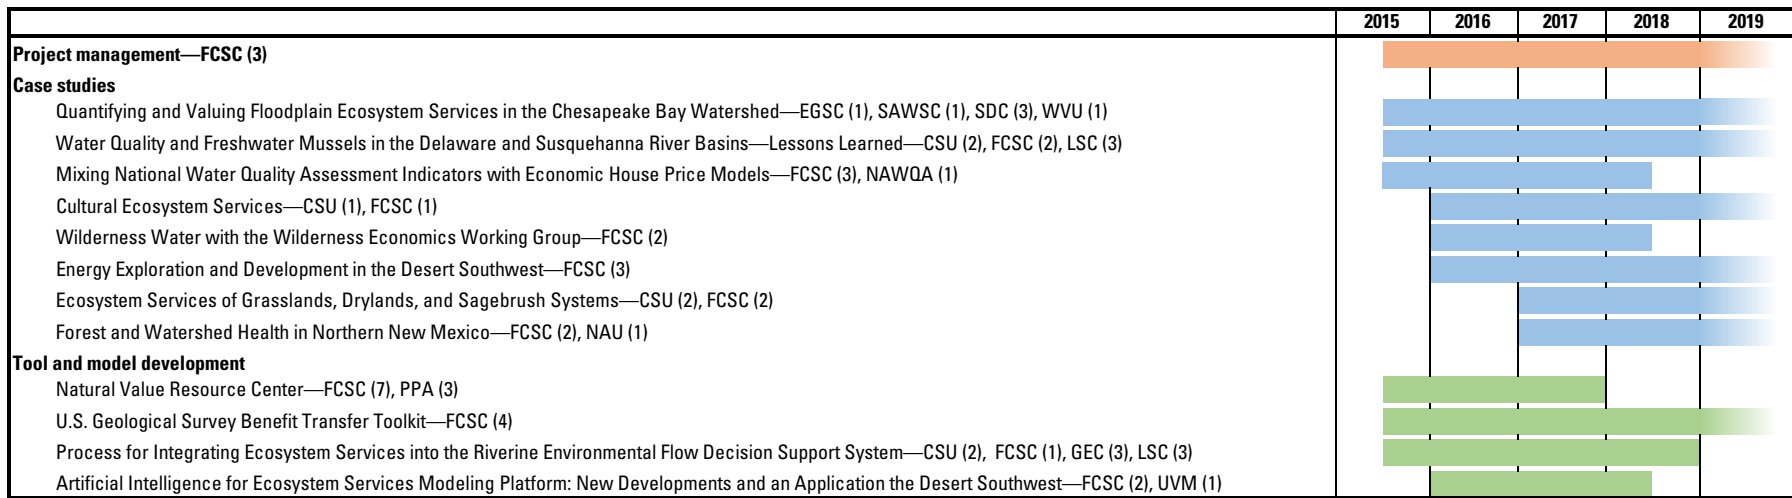 2015 2016 2017 2018 2019
Project management—FCSC (3)
Case studies
Quantifying and Valuing Floodplain Ecosystem Services in the Chesapeake Bay Watershed—EGSC (1), SAWSC (1), SDC (3), WVU (1)
Water Quality and Freshwater Mussels in the Delaware and Susquehanna River Basins—Lessons Learned—CSU (2), FCSC (2), LSC (3)
Mixing National Water Quality Assessment Indicators with Economic House Price Models—FCSC (3), NAWQA (1)
Cultural Ecosystem Services—CSU (1), FCSC (1)
Wilderness Water with the Wilderness Economics Working Group—FCSC (2)
Energy Exploration and Development in the Desert Southwest—FCSC (3)
Ecosystem Services of Grasslands, Drylands, and Sagebrush Systems—CSU (2), FCSC (2)
Forest and Watershed Health in Northern New Mexico—FCSC (2), NAU (1)
Tool and model development
Natural Value Resource Center—FCSC (7), PPA (3)
U.S. Geological Survey Benefit Transfer Toolkit—FCSC (4)
Process for Integrating Ecosystem Services into the Riverine Environmental Flow Decision Support System—CSU (2), FCSC (1), GEC (3), LSC (3)
Artificial Intelligence for Ecosystem Services Modeling Platform: New Developments and an Application the Desert Southwest—FCSC (2), UVM (1)